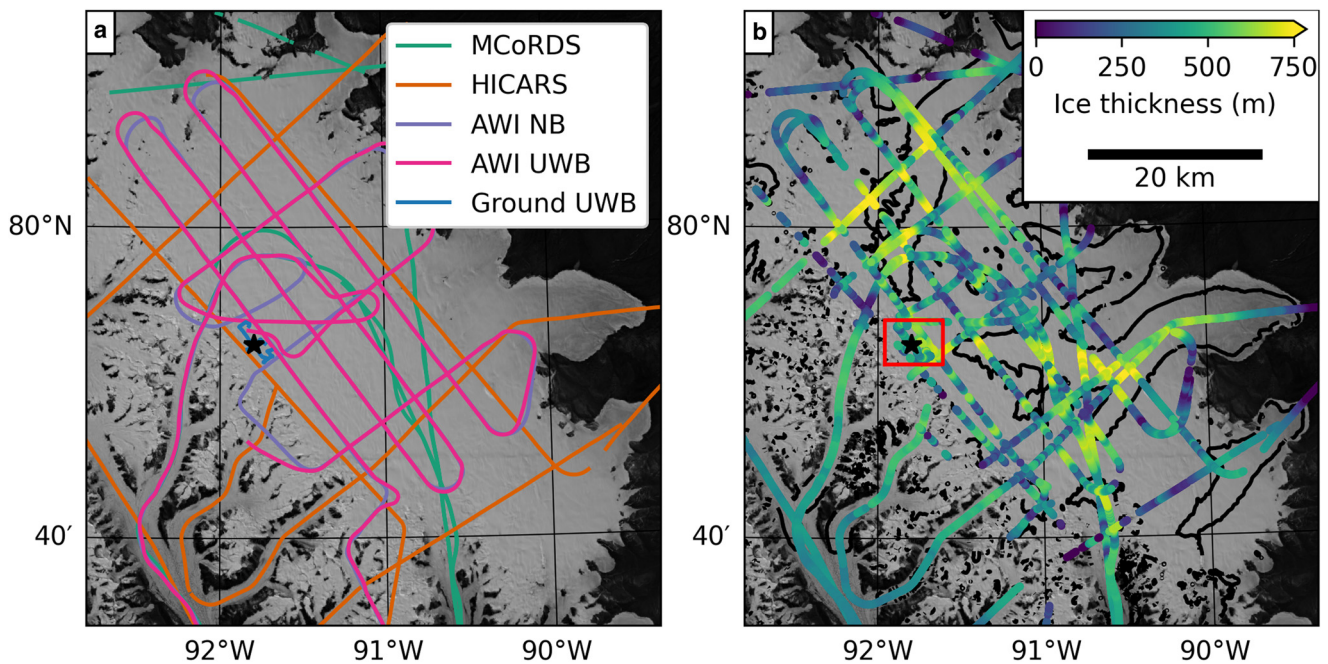 a
MCoRDS
HICARS
AWI NB
AWI UWB
Ground UWB
80°N
40′
92°W
91°W
90°W
b
0
250
500
750
Ice thickness (m)
20 km
80°N
40′
92°W
91°W
90°W